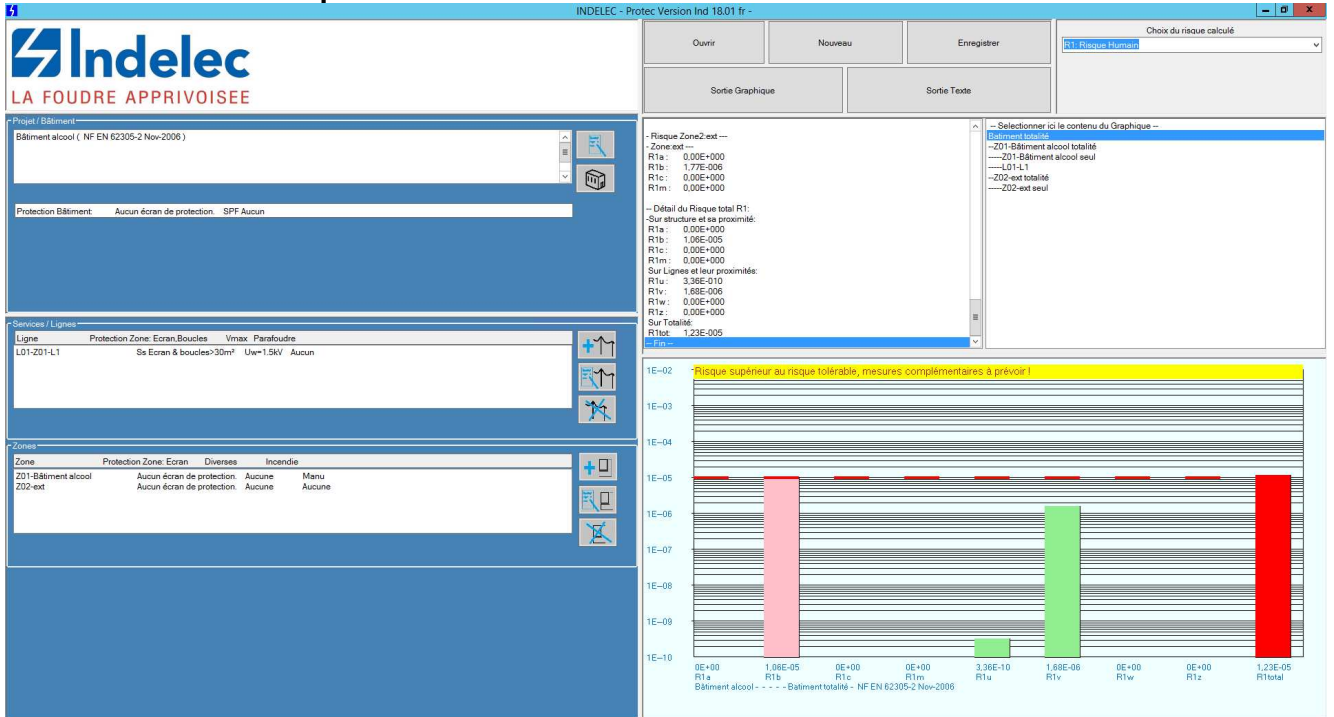 INDELEC - Protec Version Ind 18.01 fr -
Indelec
LA FOUDRE APPRIVOISEE
Ouvrir
Nouveau
Enregistrer
Sortie Graphique
Sortie Texte
Choix du risque calculé
R1: Risque Humain
Projet / Bâtiment
Bâtiment alcool ( NF EN 62305-2 Nov-2006 )
Protection Bâtiment: Aucun écran de protection. SPF Aucun
Services / Lignes
Ligne Protection Zone: Ecran,Boucles Vmax Parafoudre
L01-Z01-L1 Ss Ecran & boucles>30m² Uw=1.5kV Aucun
Zones
Zone Protection Zone: Ecran Diverses Incendie
Z01-Bâtiment alcool Aucun écran de protection. Aucune Manu
Z02-ext Aucun écran de protection. Aucune Aucune
- Risque Zone2:ext ---
- Zone:ext ---
R1a : 0,00E+000
R1b : 1,77E-006
R1c : 0,00E+000
R1m : 0,00E+000
-- Détail du Risque total R1:
-Sur structure et sa proximité:
R1a : 0,00E+000
R1b : 1,06E-005
R1c : 0,00E+000
R1m : 0,00E+000
Sur Lignes et leur proximités:
R1u : 3,36E-010
R1v : 1,68E-006
R1w : 0,00E+000
R1z : 0,00E+000
Sur Totalité:
R1tot: 1,23E-005
-- Fin --
-- Selectionner ici le contenu du Graphique --
Batiment totalité
--Z01-Bâtiment alcool totalité
-----Z01-Bâtiment alcool seul
-----L01-L1
--Z02-ext totalité
-----Z02-ext seul
Risque supérieur au risque tolérable, mesures complémentaires à prévoir !
1E-02
1E-03
1E-04
1E-05
1E-06
1E-07
1E-08
1E-09
1E-10
0E+00 1,06E-05 0E+00 0E+00 3,36E-10 1,68E-06 0E+00 0E+00 1,23E-05
R1a R1b R1c R1m R1u R1v R1w R1z R1total
Bâtiment alcool - - - - - Batiment totalité - NF EN 62305-2 Nov-2006